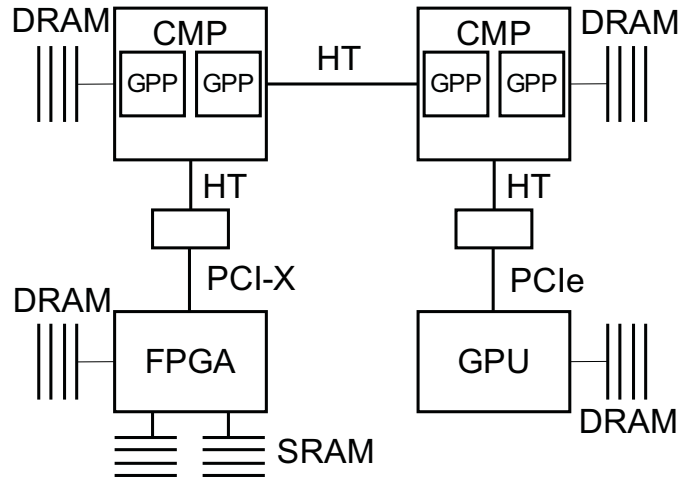 DRAM
CMP
GPP
GPP
HT
CMP
GPP
GPP
DRAM
HT
HT
PCI-X
PCIe
DRAM
FPGA
GPU
DRAM
SRAM